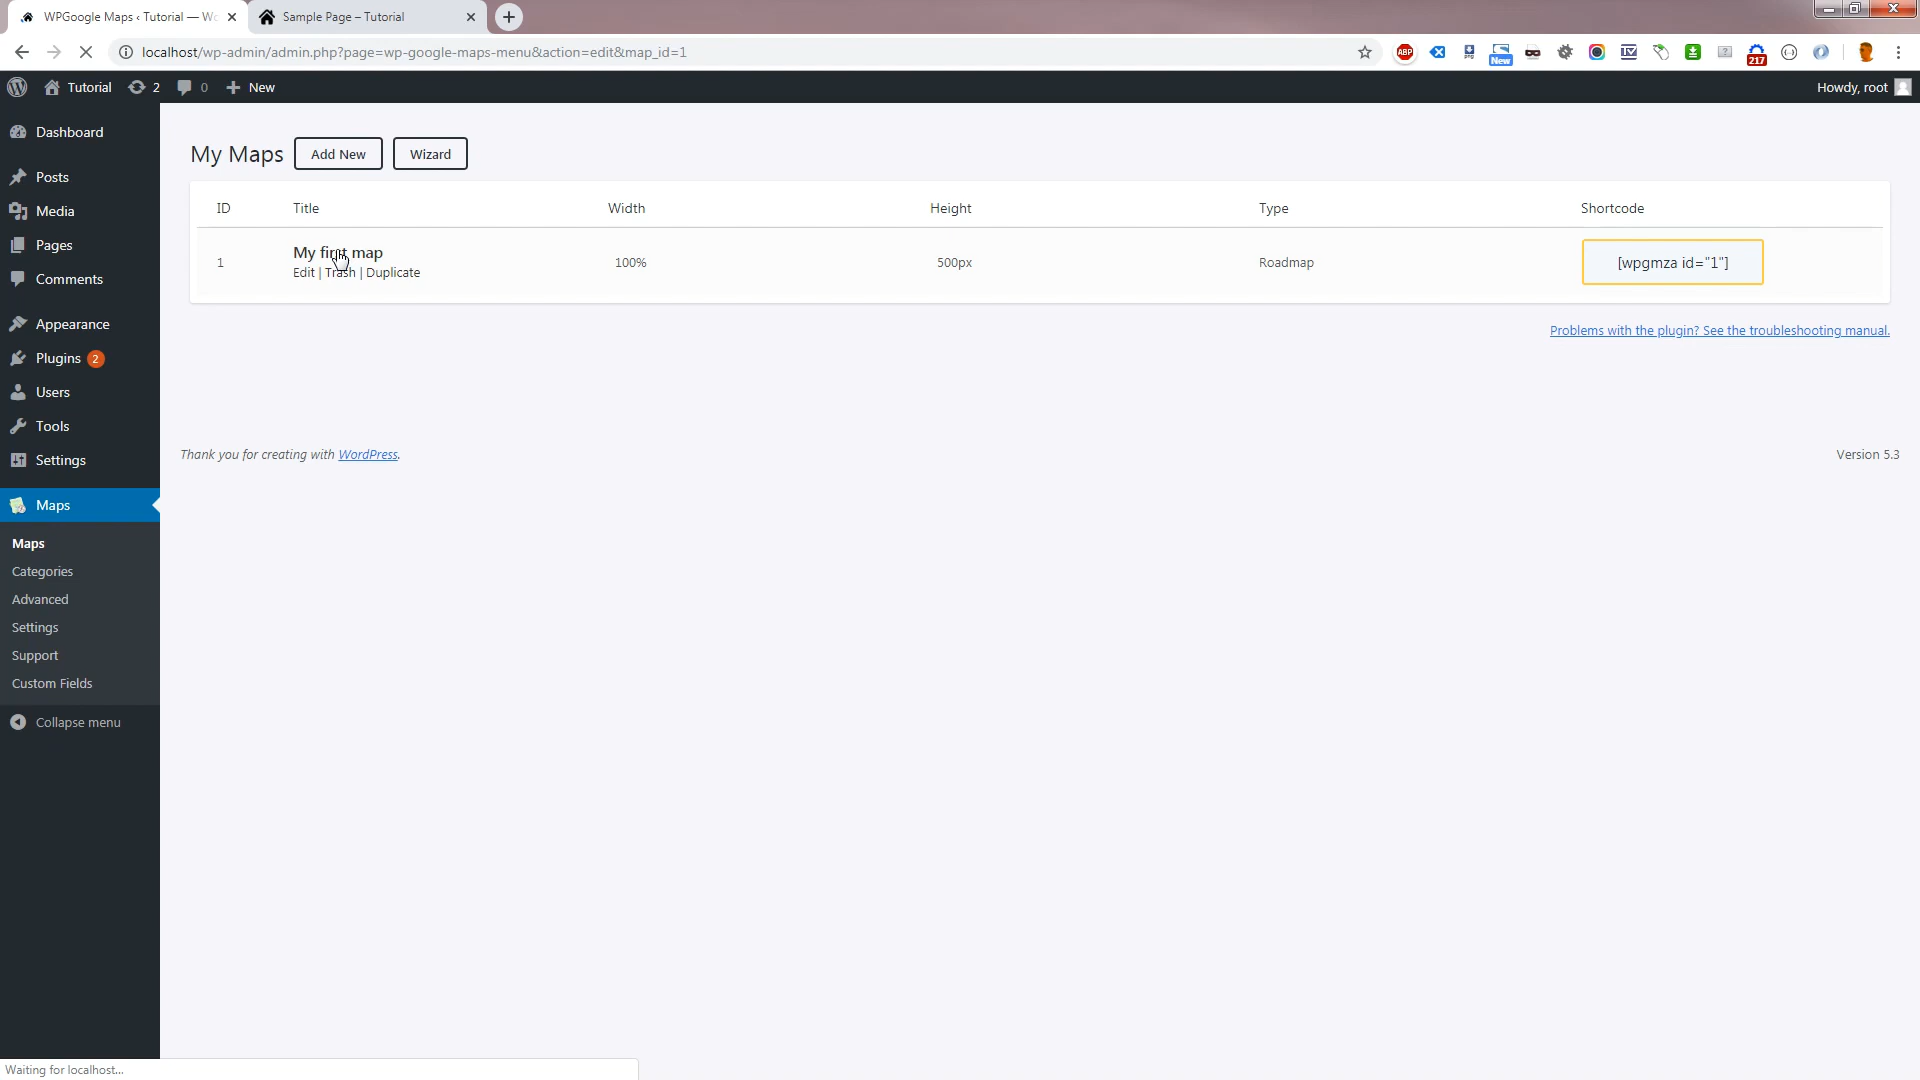 WPGoogle Maps ‹ Tutorial — Wo
Sample Page – Tutorial
localhost/wp-admin/admin.php?page=wp-google-maps-menu&action=edit&map_id=1
ABP
New
217
Tutorial
2
0
New
Howdy, root
Dashboard
Posts
Media
Pages
Comments
Appearance
Plugins 2
Users
Tools
Settings
Maps
Maps
Categories
Advanced
Settings
Support
Custom Fields
Collapse menu
My Maps
Add New
Wizard
ID Title Width Height Type Shortcode
My first map
1 100% 500px Roadmap [wpgmza id="1"]
Edit | Trash | Duplicate
Problems with the plugin? See the troubleshooting manual.
Thank you for creating with WordPress.
Version 5.3
Waiting for localhost...